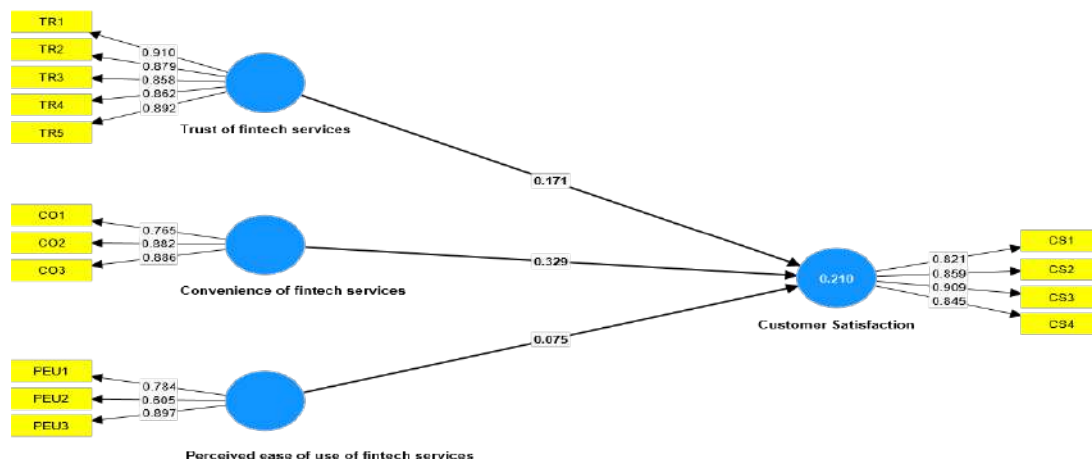 TR1
TR2
TR3
TR4
TR5
0.910
0.879
0.858
0.862
0.892
Trust of fintech services
0.171
CO1
CO2
CO3
0.765
0.882
0.886
Convenience of fintech services
0.329
PEU1
PEU2
PEU3
0.784
0.605
0.897
Perceived ease of use of fintech services
0.075
0.210
Customer Satisfaction
0.821
0.859
0.909
0.845
CS1
CS2
CS3
CS4